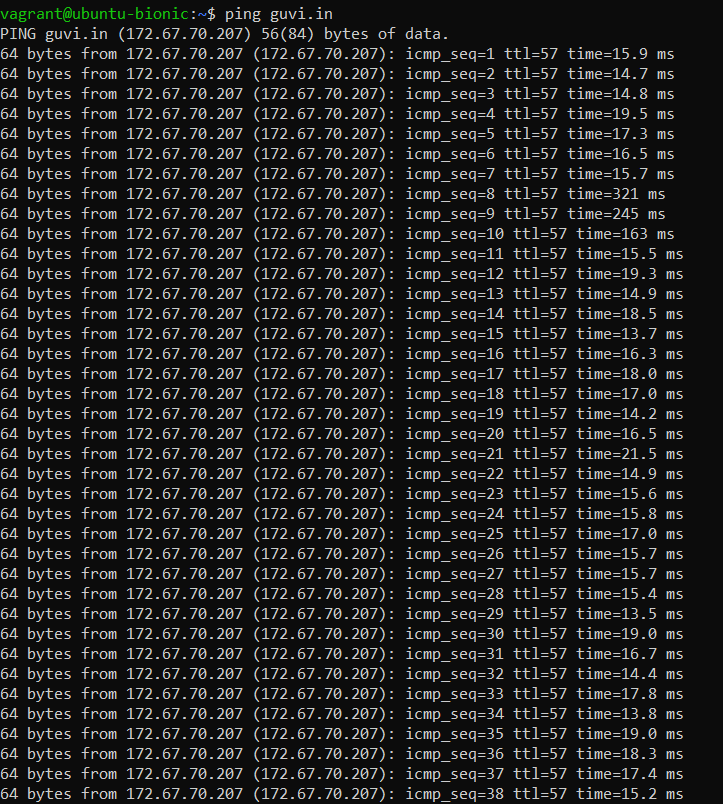 vagrant@ubuntu-bionic:~$ ping guvi.in
PING guvi.in (172.67.70.207) 56(84) bytes of data.
64 bytes from 172.67.70.207 (172.67.70.207): icmp_seq=1 ttl=57 time=15.9 ms
64 bytes from 172.67.70.207 (172.67.70.207): icmp_seq=2 ttl=57 time=14.7 ms
64 bytes from 172.67.70.207 (172.67.70.207): icmp_seq=3 ttl=57 time=14.8 ms
64 bytes from 172.67.70.207 (172.67.70.207): icmp_seq=4 ttl=57 time=19.5 ms
64 bytes from 172.67.70.207 (172.67.70.207): icmp_seq=5 ttl=57 time=17.3 ms
64 bytes from 172.67.70.207 (172.67.70.207): icmp_seq=6 ttl=57 time=16.5 ms
64 bytes from 172.67.70.207 (172.67.70.207): icmp_seq=7 ttl=57 time=15.7 ms
64 bytes from 172.67.70.207 (172.67.70.207): icmp_seq=8 ttl=57 time=321 ms
64 bytes from 172.67.70.207 (172.67.70.207): icmp_seq=9 ttl=57 time=245 ms
64 bytes from 172.67.70.207 (172.67.70.207): icmp_seq=10 ttl=57 time=163 ms
64 bytes from 172.67.70.207 (172.67.70.207): icmp_seq=11 ttl=57 time=15.5 ms
64 bytes from 172.67.70.207 (172.67.70.207): icmp_seq=12 ttl=57 time=19.3 ms
64 bytes from 172.67.70.207 (172.67.70.207): icmp_seq=13 ttl=57 time=14.9 ms
64 bytes from 172.67.70.207 (172.67.70.207): icmp_seq=14 ttl=57 time=18.5 ms
64 bytes from 172.67.70.207 (172.67.70.207): icmp_seq=15 ttl=57 time=13.7 ms
64 bytes from 172.67.70.207 (172.67.70.207): icmp_seq=16 ttl=57 time=16.3 ms
64 bytes from 172.67.70.207 (172.67.70.207): icmp_seq=17 ttl=57 time=18.0 ms
64 bytes from 172.67.70.207 (172.67.70.207): icmp_seq=18 ttl=57 time=17.0 ms
64 bytes from 172.67.70.207 (172.67.70.207): icmp_seq=19 ttl=57 time=14.2 ms
64 bytes from 172.67.70.207 (172.67.70.207): icmp_seq=20 ttl=57 time=16.5 ms
64 bytes from 172.67.70.207 (172.67.70.207): icmp_seq=21 ttl=57 time=21.5 ms
64 bytes from 172.67.70.207 (172.67.70.207): icmp_seq=22 ttl=57 time=14.9 ms
64 bytes from 172.67.70.207 (172.67.70.207): icmp_seq=23 ttl=57 time=15.6 ms
64 bytes from 172.67.70.207 (172.67.70.207): icmp_seq=24 ttl=57 time=15.8 ms
64 bytes from 172.67.70.207 (172.67.70.207): icmp_seq=25 ttl=57 time=17.0 ms
64 bytes from 172.67.70.207 (172.67.70.207): icmp_seq=26 ttl=57 time=15.7 ms
64 bytes from 172.67.70.207 (172.67.70.207): icmp_seq=27 ttl=57 time=15.7 ms
64 bytes from 172.67.70.207 (172.67.70.207): icmp_seq=28 ttl=57 time=15.4 ms
64 bytes from 172.67.70.207 (172.67.70.207): icmp_seq=29 ttl=57 time=13.5 ms
64 bytes from 172.67.70.207 (172.67.70.207): icmp_seq=30 ttl=57 time=19.0 ms
64 bytes from 172.67.70.207 (172.67.70.207): icmp_seq=31 ttl=57 time=16.7 ms
64 bytes from 172.67.70.207 (172.67.70.207): icmp_seq=32 ttl=57 time=14.4 ms
64 bytes from 172.67.70.207 (172.67.70.207): icmp_seq=33 ttl=57 time=17.8 ms
64 bytes from 172.67.70.207 (172.67.70.207): icmp_seq=34 ttl=57 time=13.8 ms
64 bytes from 172.67.70.207 (172.67.70.207): icmp_seq=35 ttl=57 time=19.0 ms
64 bytes from 172.67.70.207 (172.67.70.207): icmp_seq=36 ttl=57 time=18.3 ms
64 bytes from 172.67.70.207 (172.67.70.207): icmp_seq=37 ttl=57 time=17.4 ms
64 bytes from 172.67.70.207 (172.67.70.207): icmp_seq=38 ttl=57 time=15.2 ms